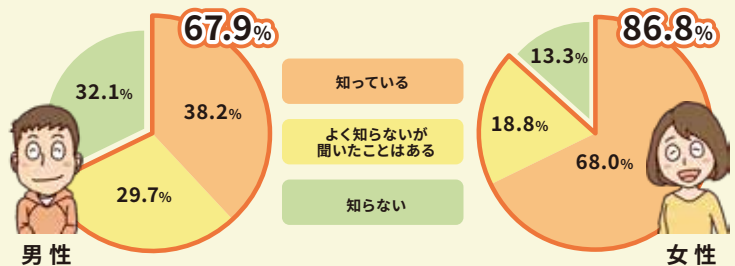 67.9%
32.1%
38.2%
29.7%
男性
知っている
よく知らないが
聞いたことはある
知らない
86.8%
13.3%
18.8%
68.0%
女性